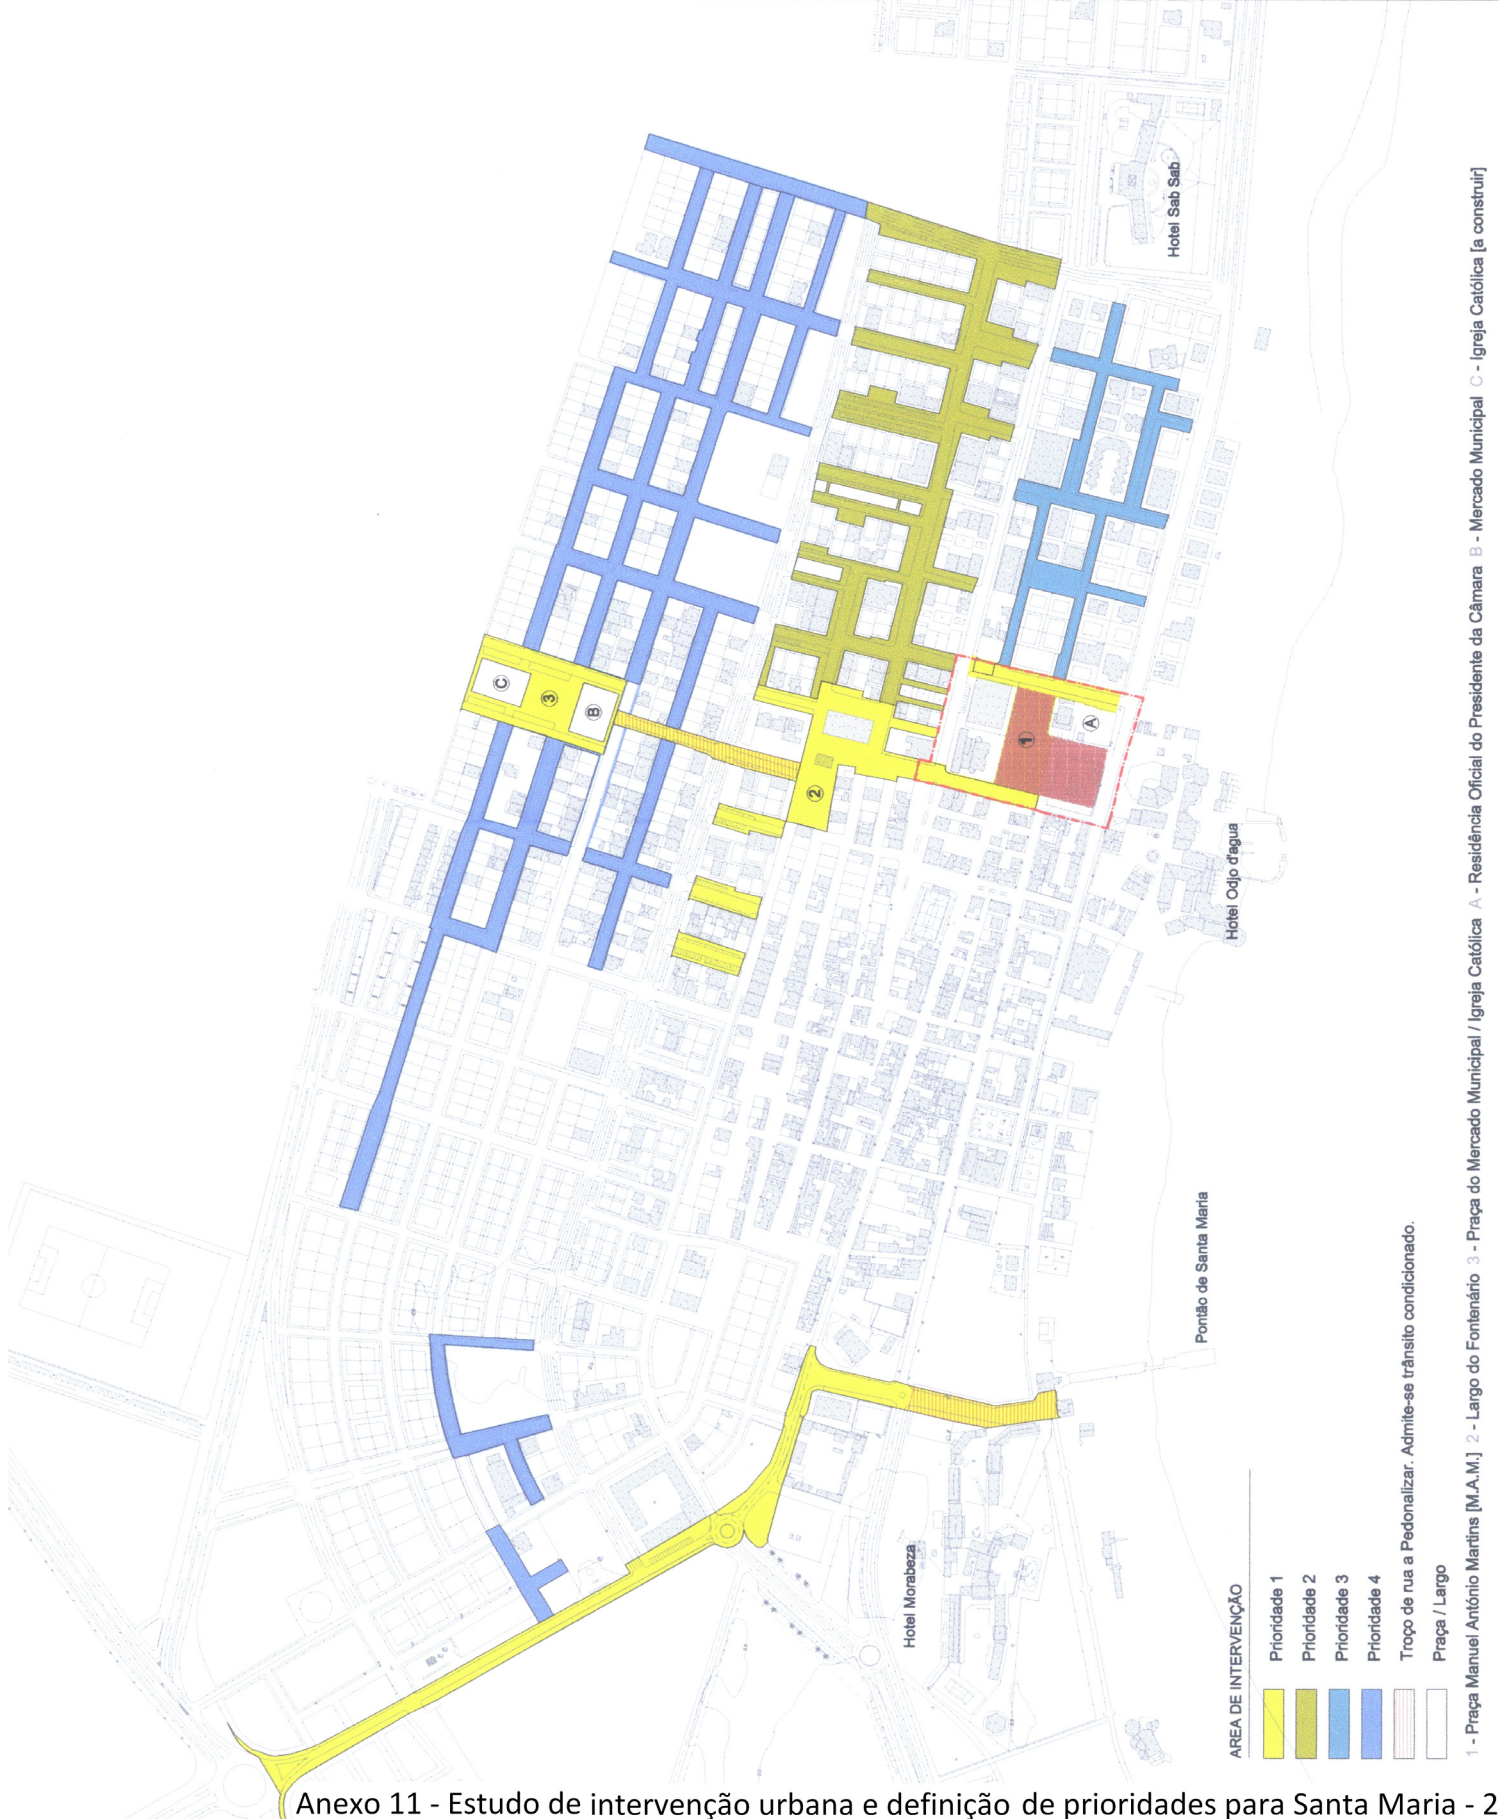 C
3
B
2
1
A
Hotel Sab Sab
Hotel Odjo d'agua
Pontão de Santa Maria
Hotel Morabeza
AREA DE INTERVENÇÃO
Prioridade 1
Prioridade 2
Prioridade 3
Prioridade 4
Troço de rua a Pedonalizar. Admite-se trânsito condicionado.
Praça / Largo
1 - Praça Manuel António Martins [M.A.M.] 2 - Largo do Fontenário 3 - Praça do Mercado Municipal / Igreja Católica A - Residência Oficial do Presidente da Câmara B - Mercado Municipal C - Igreja Católica [a construir]
Anexo 11 - Estudo de intervenção urbana e definição de prioridades para Santa Maria - 2